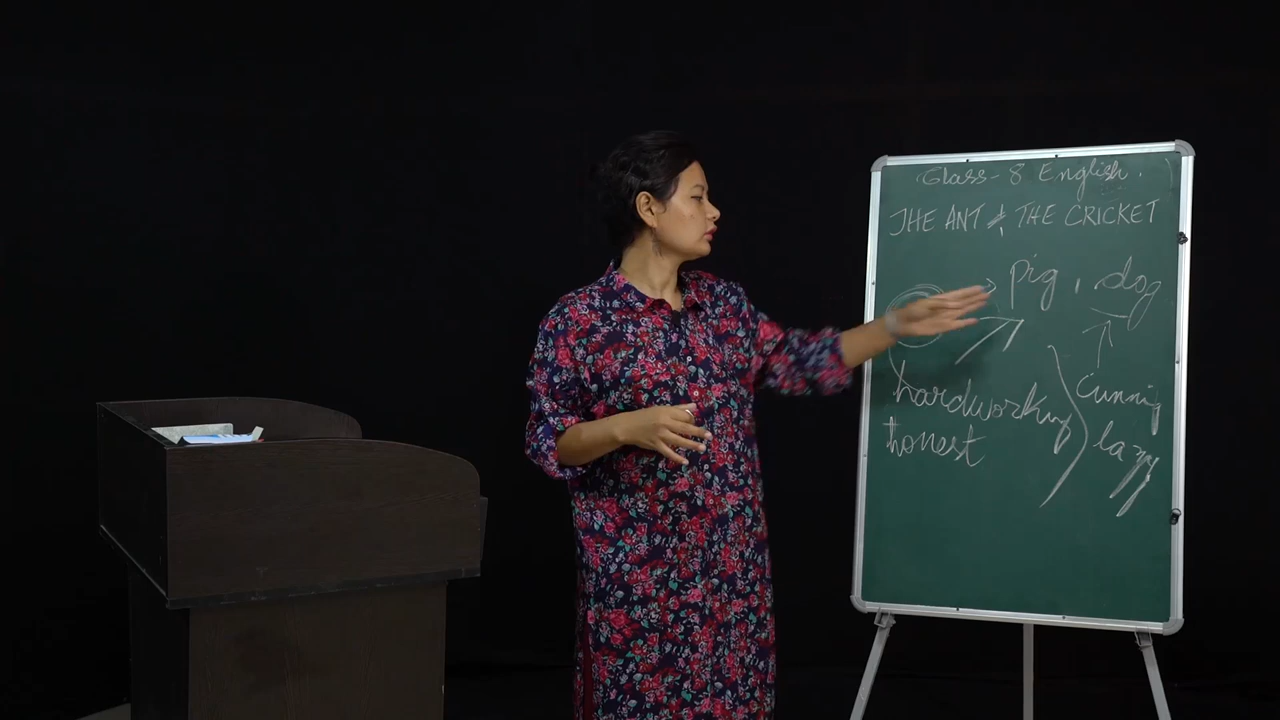 Class - 8 English.
THE ANT & THE CRICKET
pig, dog
hardworking cunning
honest lazy